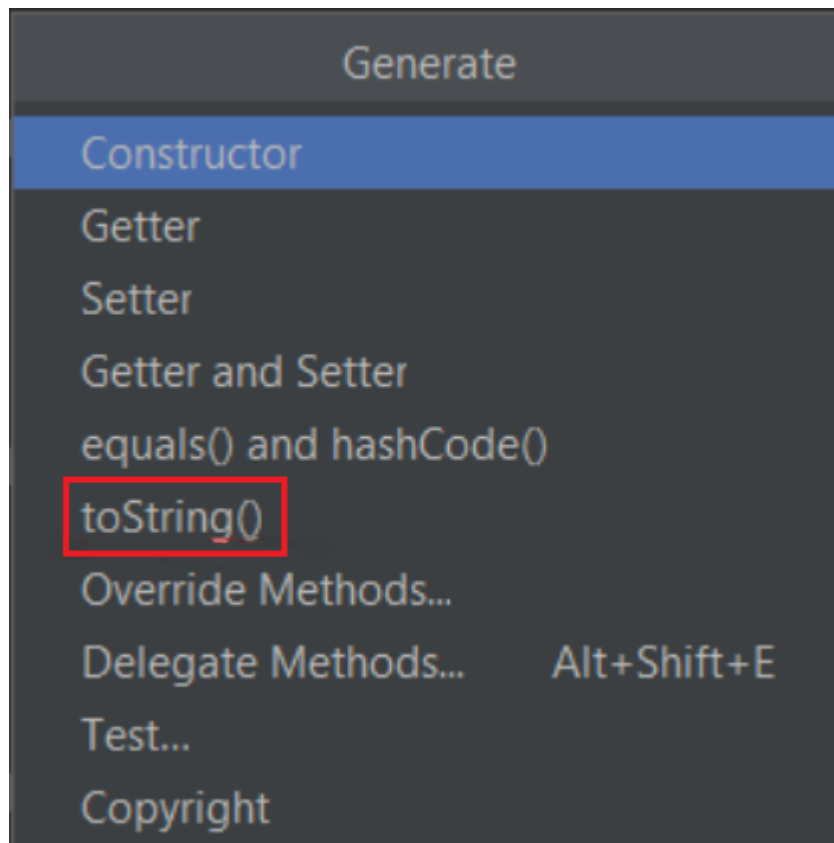 Generate
Constructor
Getter
Setter
Getter and Setter
equals() and hashCode()
toString()
Override Methods...
Delegate Methods... Alt+Shift+E
Test...
Copyright